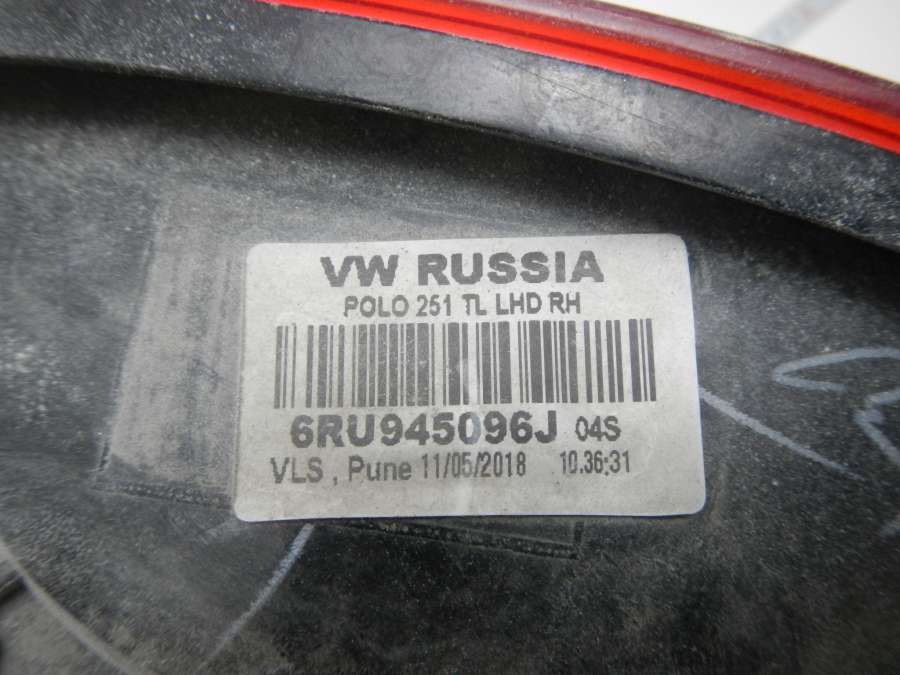 VW RUSSIA
POLO 251 TL LHD RH
6RU945096J 04S
VLS , Pune 11/05/2018 10:36:31